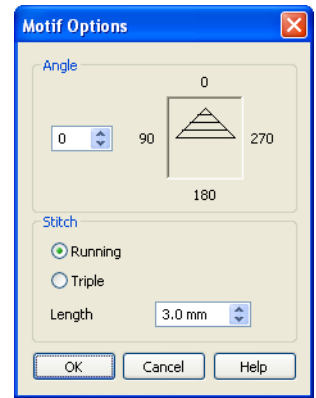 Motif Options
Angle
0
0
90
270
180
Stitch
Running
Triple
Length 3.0 mm
OK Cancel Help